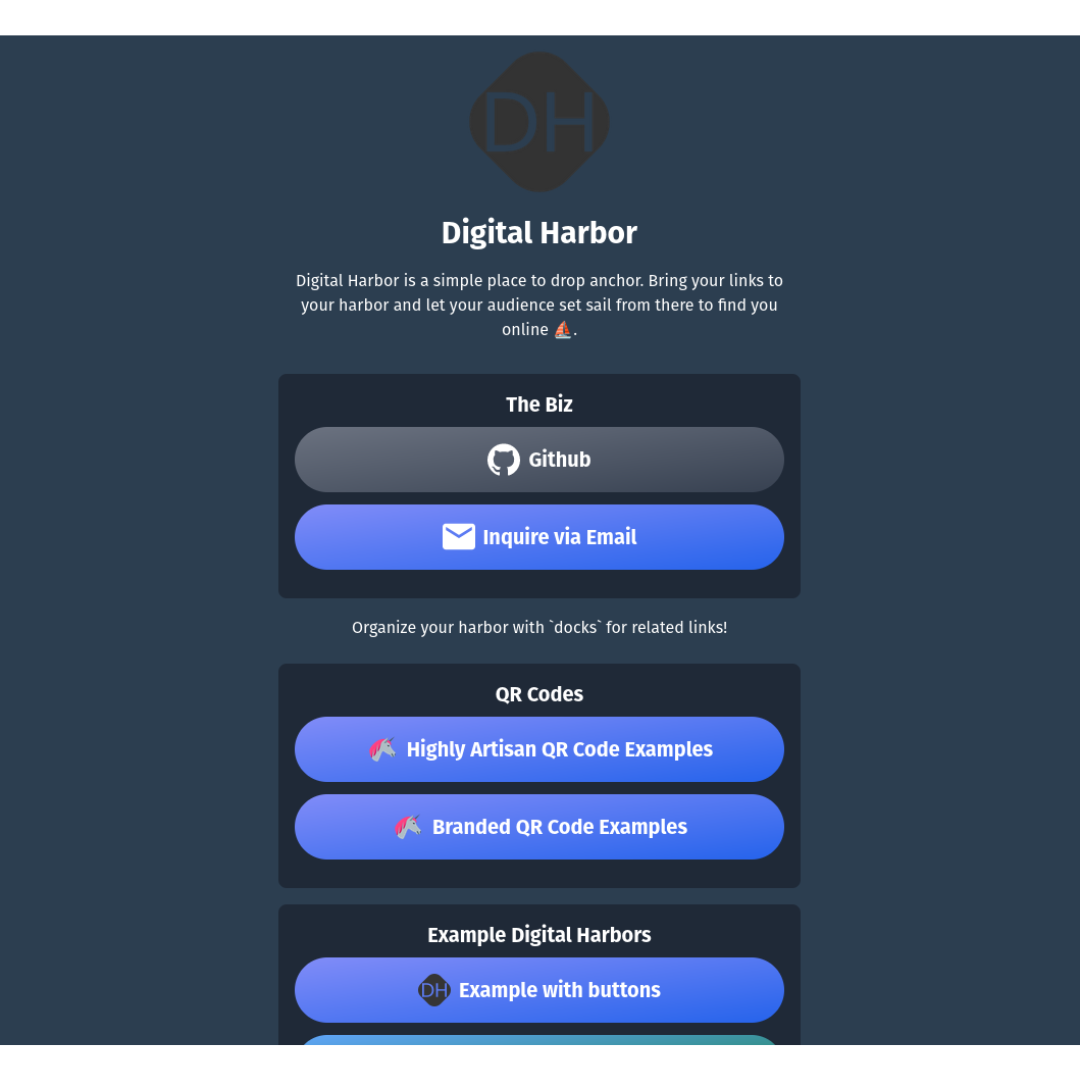 DH
Digital Harbor
Digital Harbor is a simple place to drop anchor. Bring your links to
your harbor and let your audience set sail from there to find you
online ⛵.
The Biz
Github
Inquire via Email
Organize your harbor with `docks` for related links!
QR Codes
🦄 Highly Artisan QR Code Examples
🦄 Branded QR Code Examples
Example Digital Harbors
DH Example with buttons